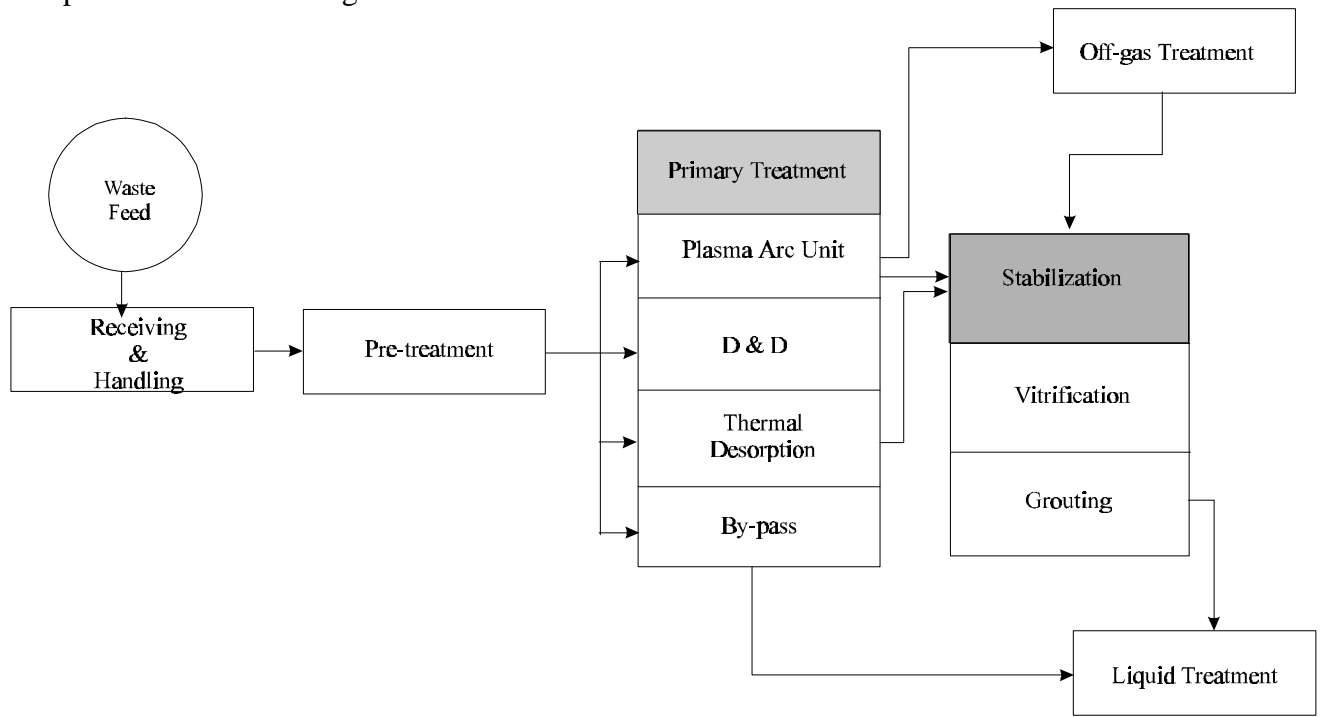 Off-gas Treatment
Waste
Feed
Primary Treatment
Plasma Arc Unit
Stabilization
Receiving
&
Handling
Pre-treatment
D & D
Vitrification
Thermal
Desorption
Grouting
By-pass
Liquid Treatment